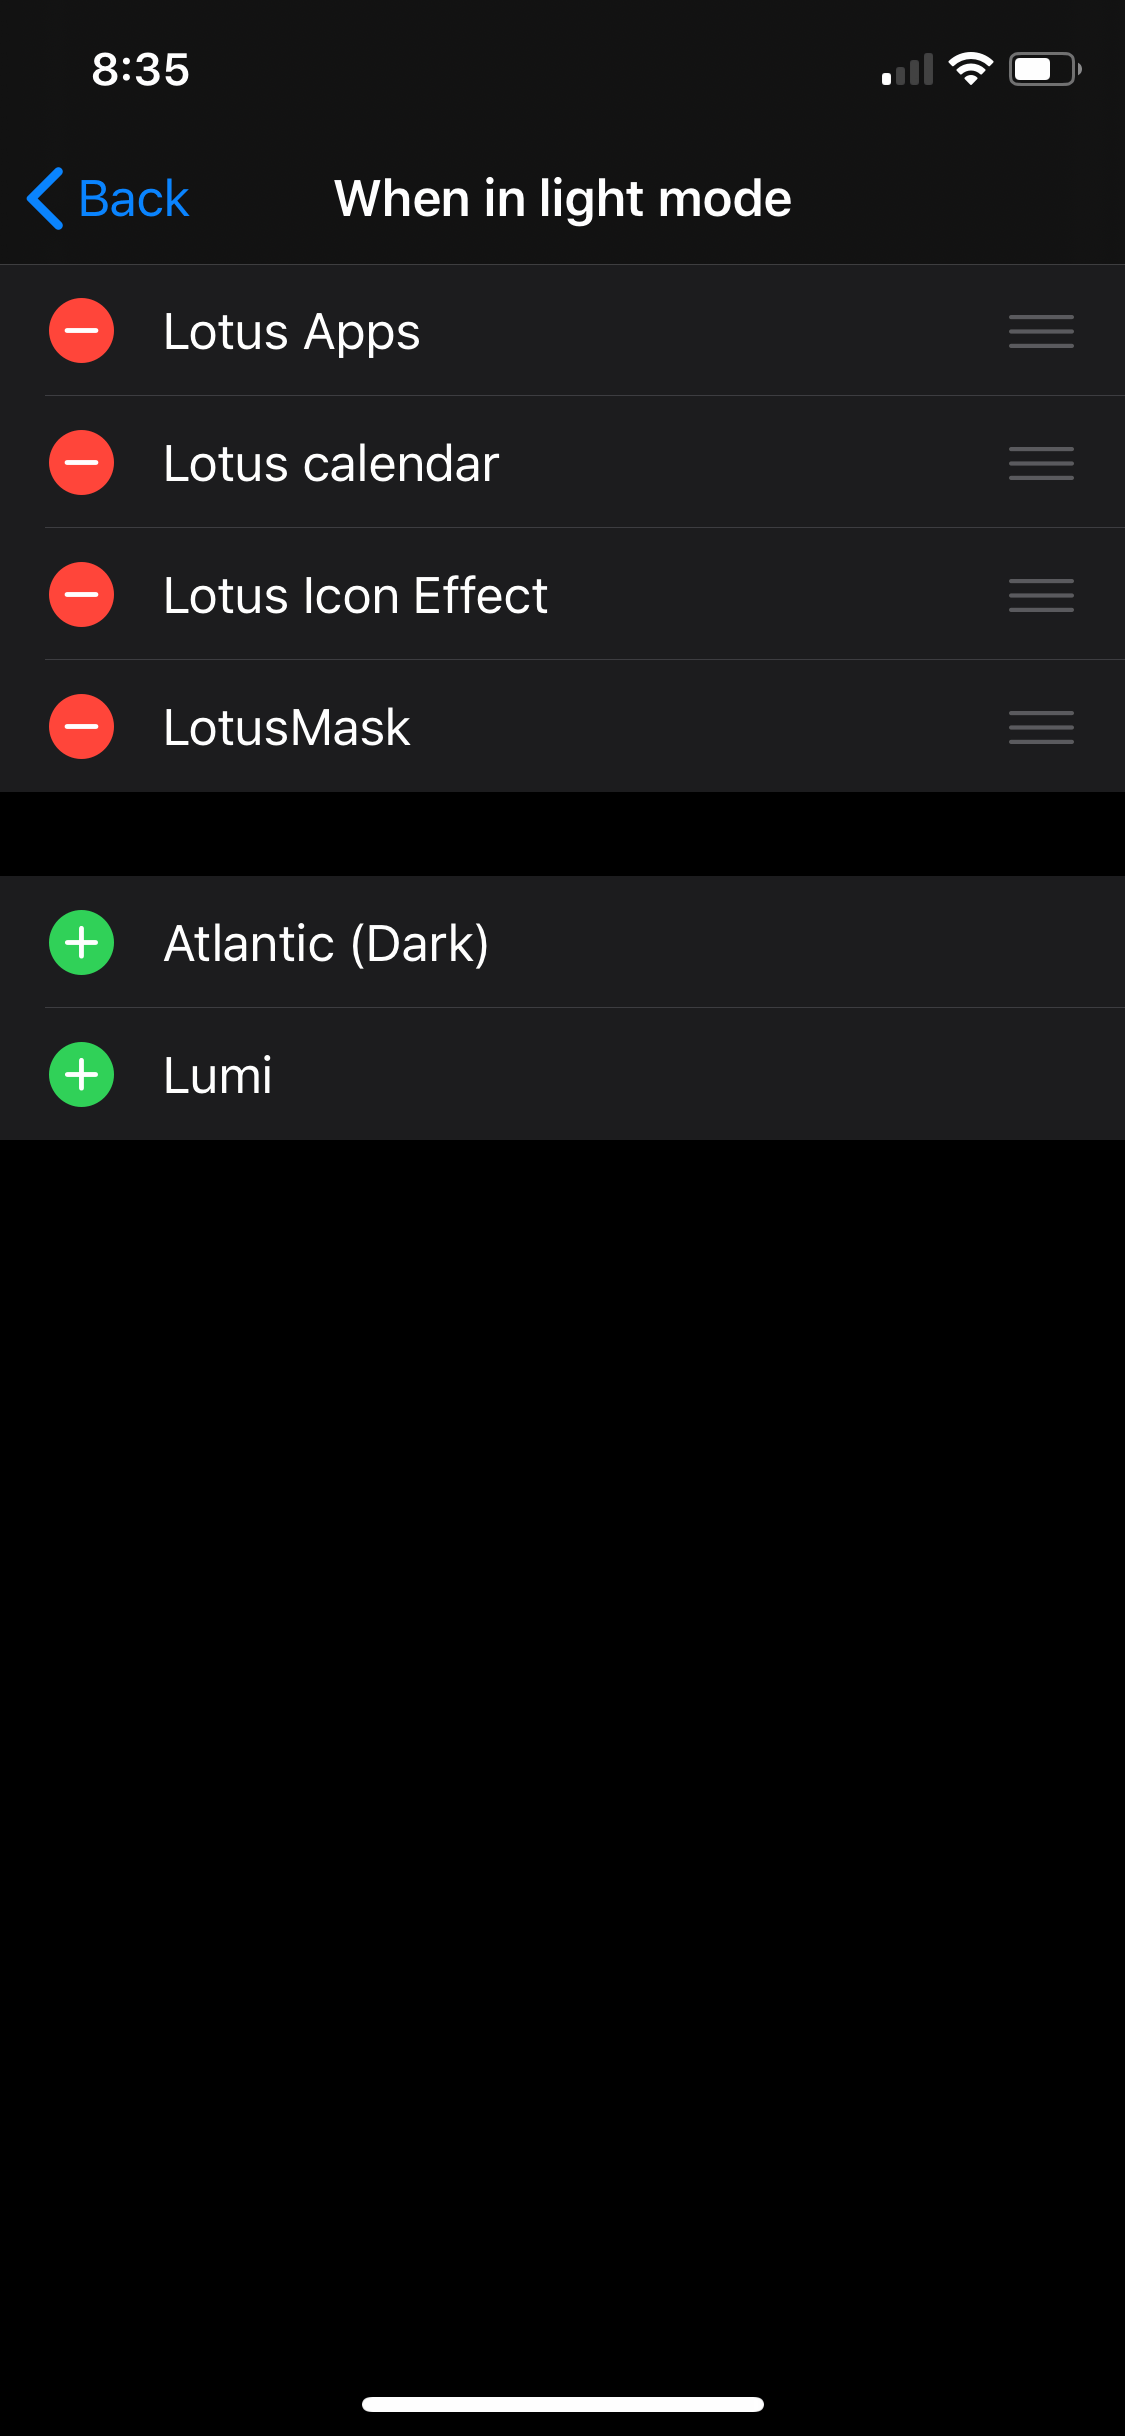 8:35
Back
When in light mode
Lotus Apps
Lotus calendar
Lotus Icon Effect
LotusMask
Atlantic (Dark)
Lumi